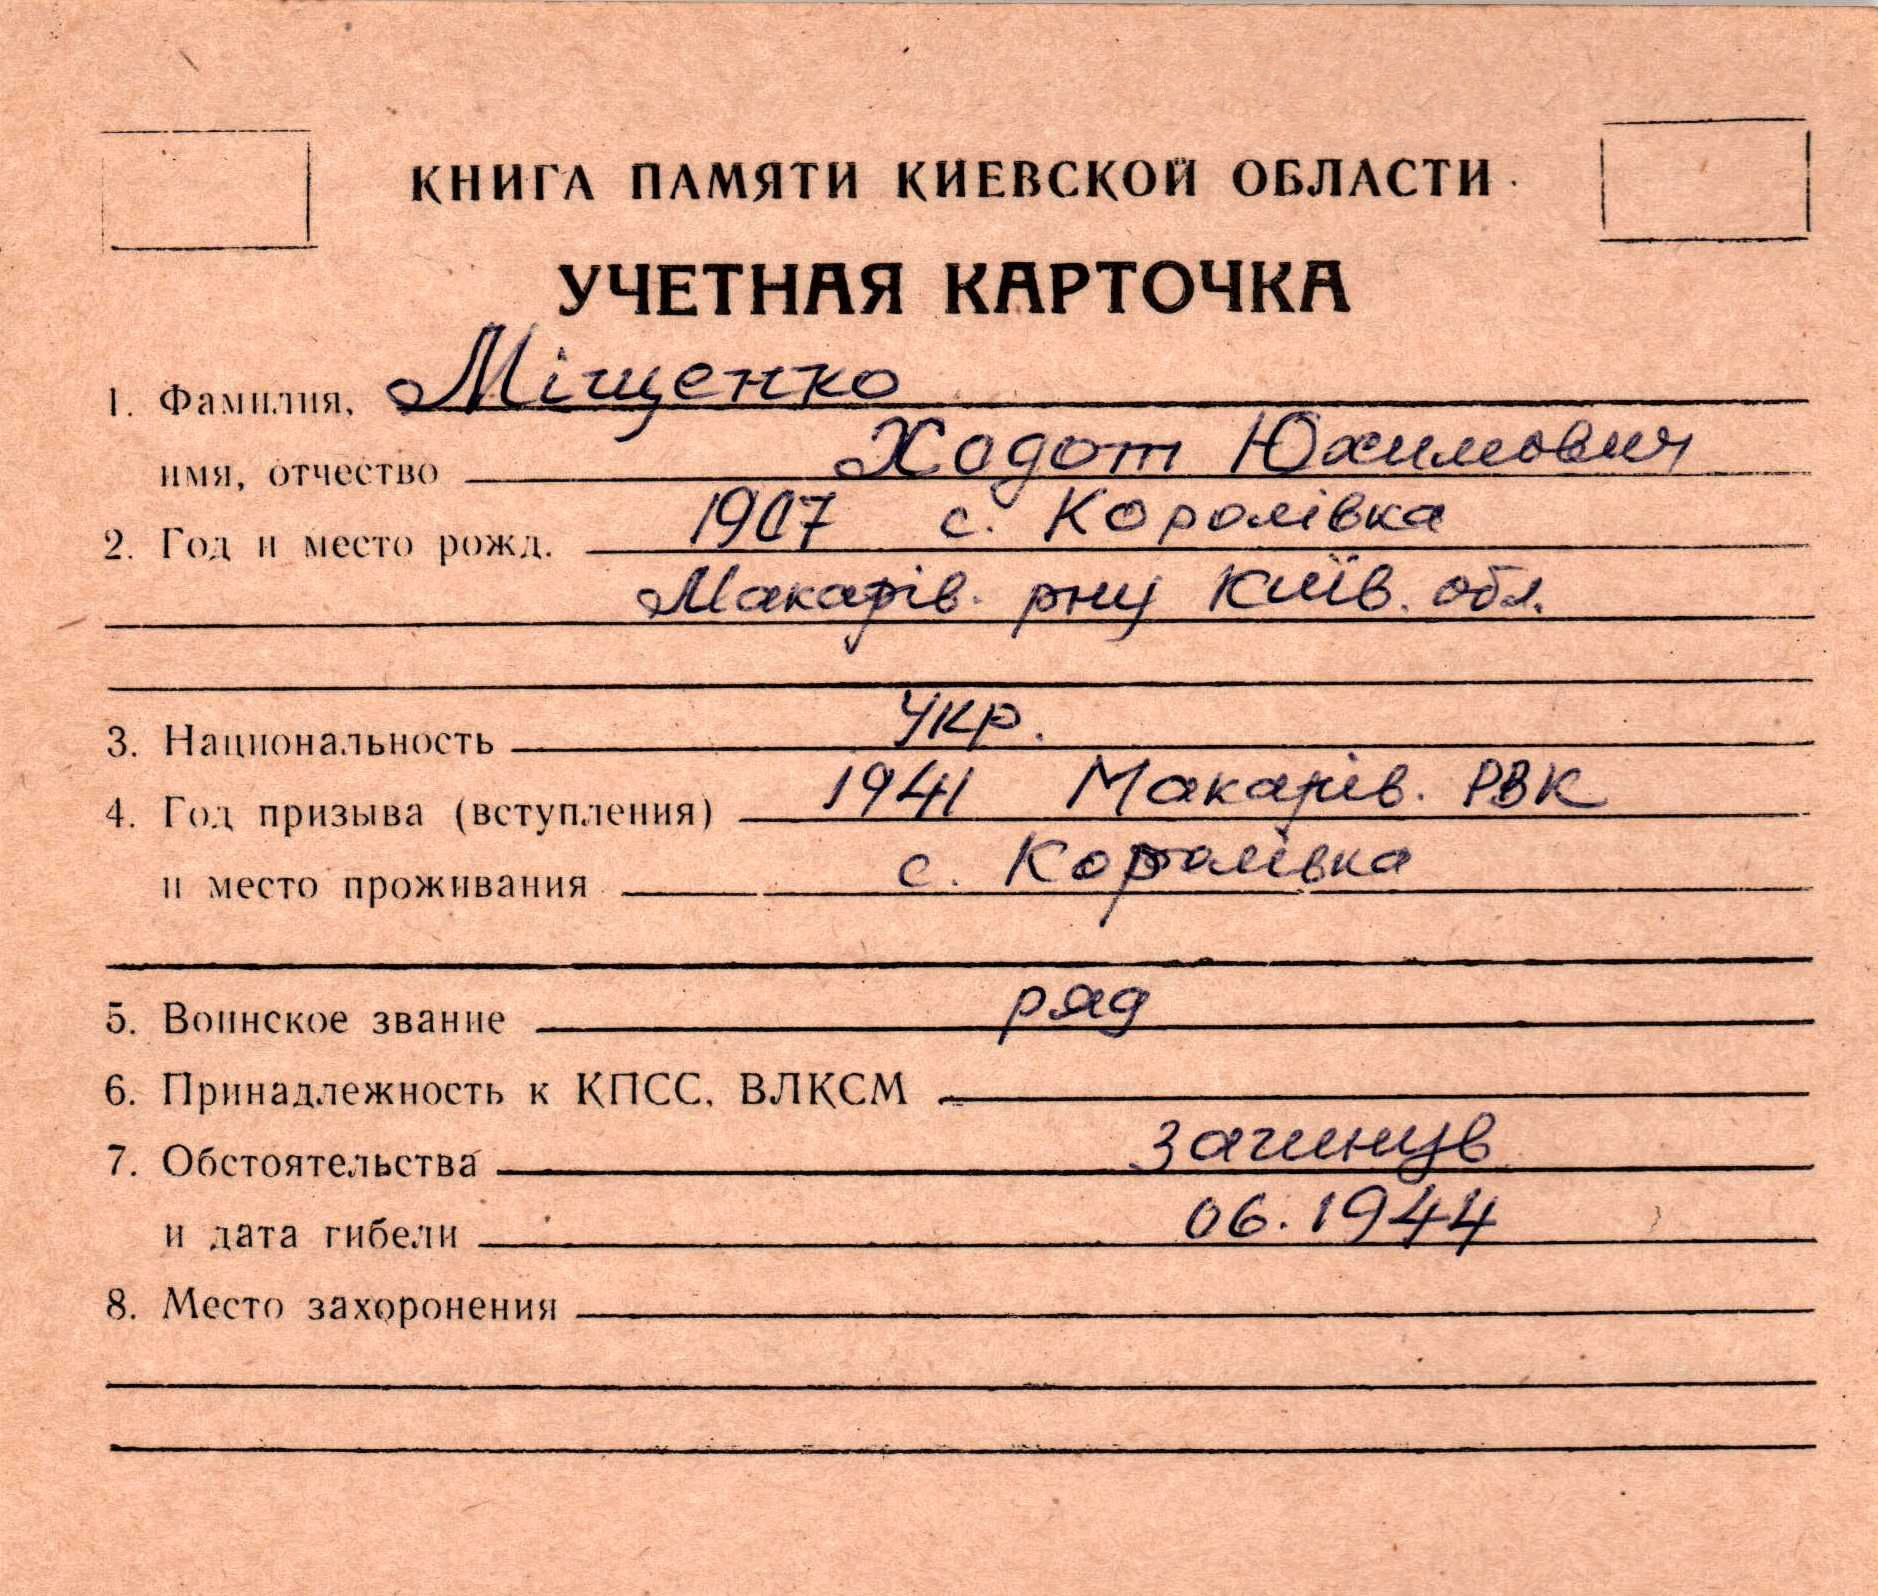 КНИГА ПАМЯТИ КИЕВСКОЙ ОБЛАСТИ
УЧЕТНАЯ КАРТОЧКА
1. Фамилия, Міщенко
имя, отчество Ходот Юхимович
2. Год и место рожд. 1907 с. Королівка
Макарів. рну Київ. обл.
3. Национальность Укр.
4. Год призыва (вступления) 1941 Макарів. РВК
и место проживания с. Королівка
5. Воинское звание ряд
6. Принадлежность к КПСС, ВЛКСМ
7. Обстоятельства загинув
и дата гибели 06.1944
8. Место захоронения